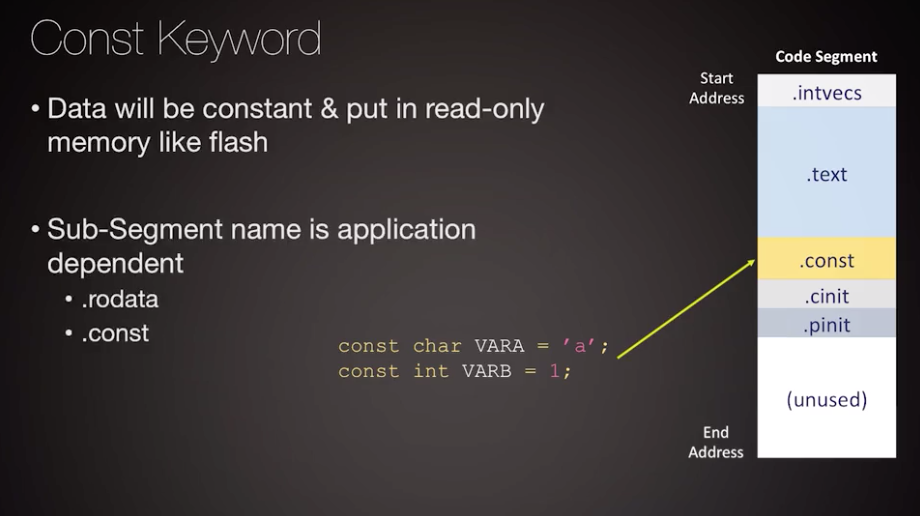 Const Keyword
• Data will be constant & put in read-only
memory like flash
• Sub-Segment name is application
dependent
• .rodata
• .const
const char VARA = ’a’;
const int VARB = 1;
Code Segment
Start
Address
.intvecs
.text
.const
.cinit
.pinit
(unused)
End
Address